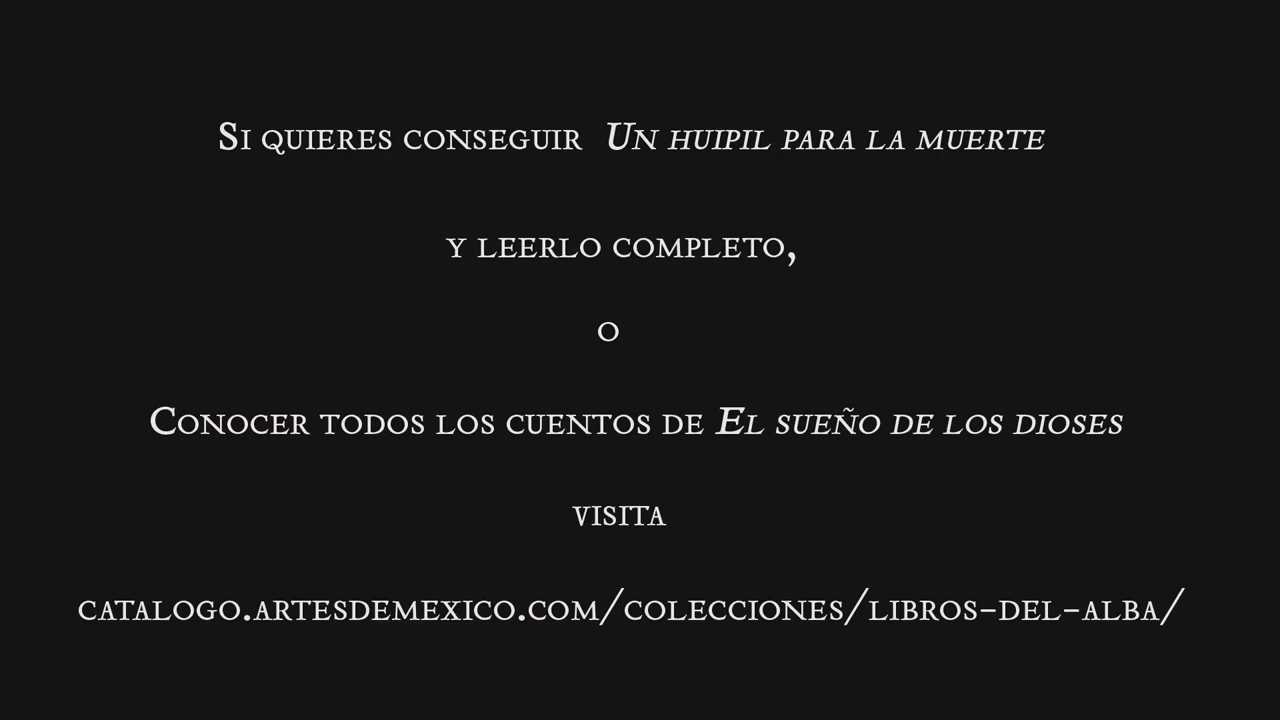 Si quieres conseguir Un huipil para la muerte
y leerlo completo,
o
Conocer todos los cuentos de El sueño de los dioses
visita
catalogo.artesdemexico.com/colecciones/libros-del-alba/